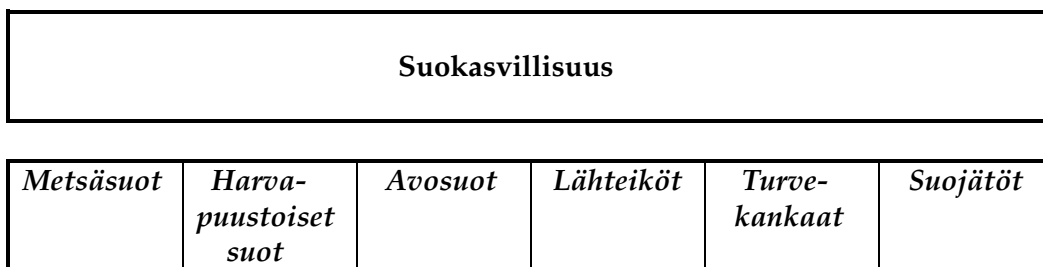 Suokasvillisuus
Metsäsuot
Harva-
puustoiset
suot
Avosuot
Lähteiköt
Turve-
kankaat
Suojätöt